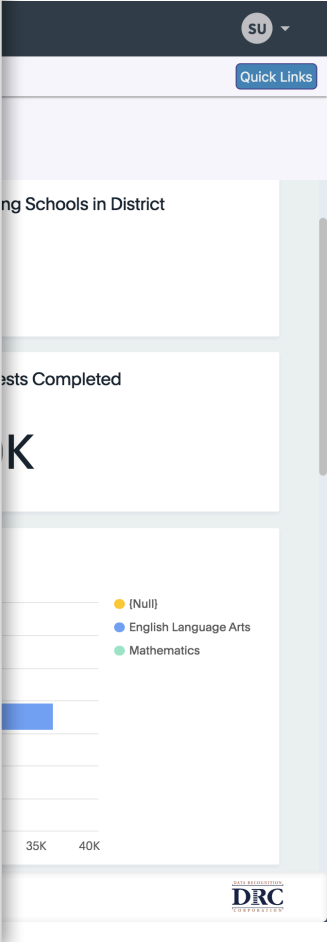 SU
Quick Links
ng Schools in District
ests Completed
K
{Null}
English Language Arts
Mathematics
35K 40K
DATA RECOGNITION
DRC
CORPORATION